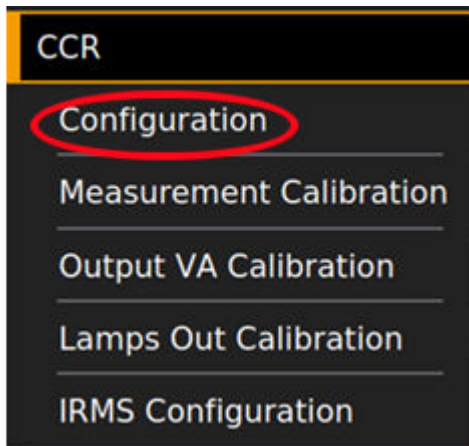 CCR
Configuration
Measurement Calibration
Output VA Calibration
Lamps Out Calibration
IRMS Configuration